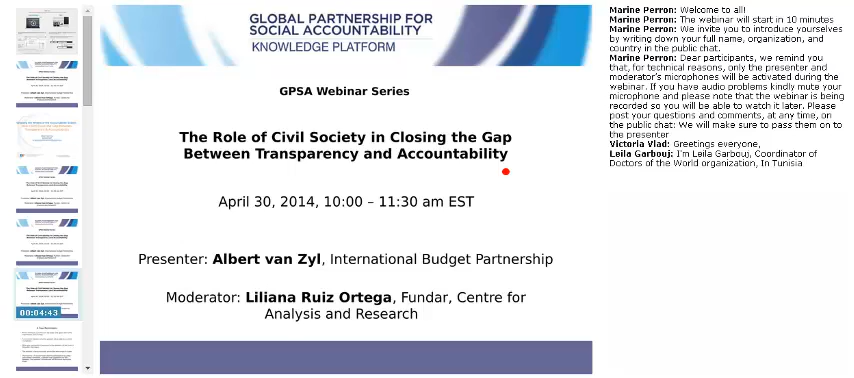 GLOBAL PARTNERSHIP FOR
SOCIAL ACCOUNTABILITY
KNOWLEDGE PLATFORM
GPSA Webinar Series
The Role of Civil Society in Closing the Gap
Between Transparency and Accountability
April 30, 2014, 10:00 – 11:30 am EST
Presenter: Albert van Zyl, International Budget Partnership
Moderator: Liliana Ruiz Ortega, Fundar, Centre for
Analysis and Research
00:04:43
Marine Perron: Welcome to all!
Marine Perron: The webinar will start in 10 minutes
Marine Perron: We invite you to introduce yourselves
by writing down your full name, organization, and
country in the public chat.
Marine Perron: Dear participants, we remind you
that, for technical reasons, only the presenter and
moderator's microphones will be activated during the
webinar. If you have audio problems kindly mute your
microphone and please note that the webinar is being
recorded so you will be able to watch it later. Please
post your questions and comments, at any time, on
the public chat: We will make sure to pass them on to
the presenter
Victoria Vlad: Greetings everyone,
Leila Garbouj: I'm Leila Garbouj, Coordinator of
Doctors of the World organization, In Tunisia